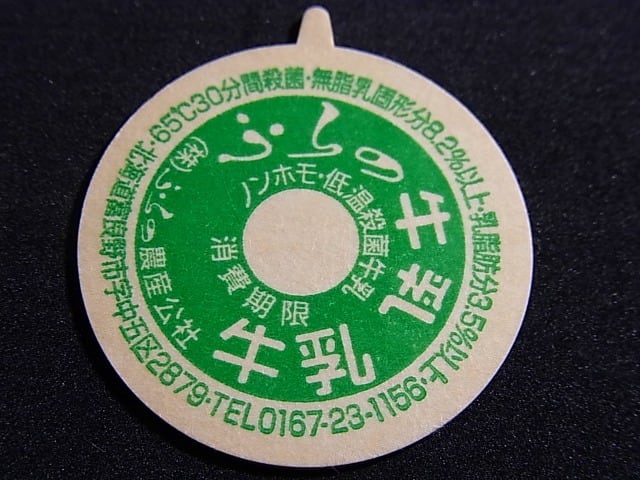 65℃30分間殺菌・無脂乳固形分8.2%以上・乳脂肪分3.5%以上・
北海道富良野市字中五区2879・TEL0167-23-1156・
ふらの牛乳
ノンホモ・低温殺菌牛乳
消費期限
牛乳
㈱ふらの農産公社